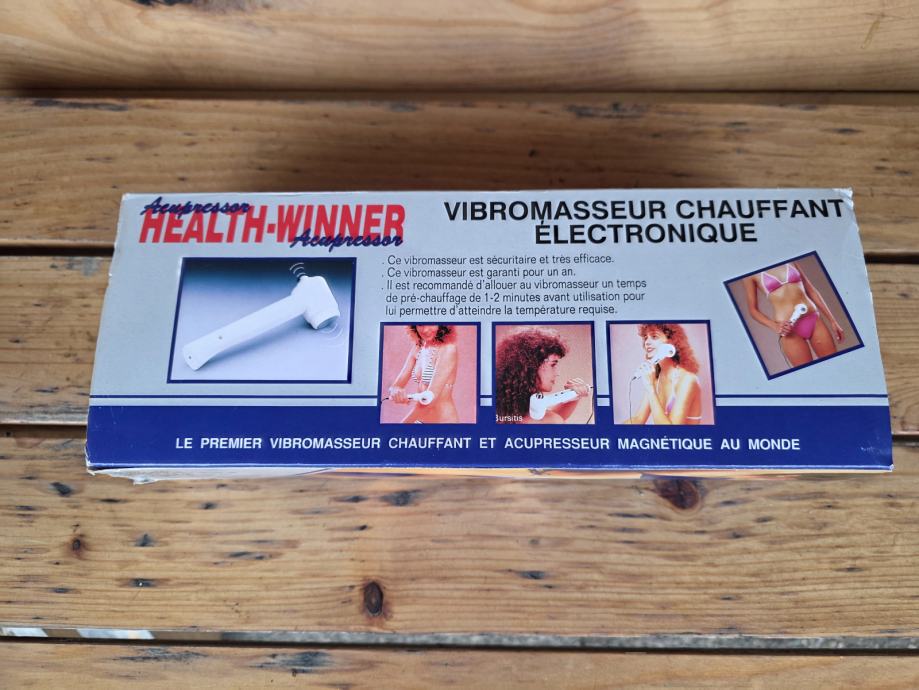 Acupressor
HEALTH-WINNER
Acupressor
VIBROMASSEUR CHAUFFANT
ÉLECTRONIQUE
. Ce vibromasseur est sécuritaire et très efficace.
. Ce vibromasseur est garanti pour un an.
. Il est recommandé d'allouer au vibromasseur un temps
de pré-chauffage de 1-2 minutes avant utilisation pour
lui permettre d'atteindre la température requise.
Bursitis
LE PREMIER VIBROMASSEUR CHAUFFANT ET ACUPRESSEUR MAGNÉTIQUE AU MONDE